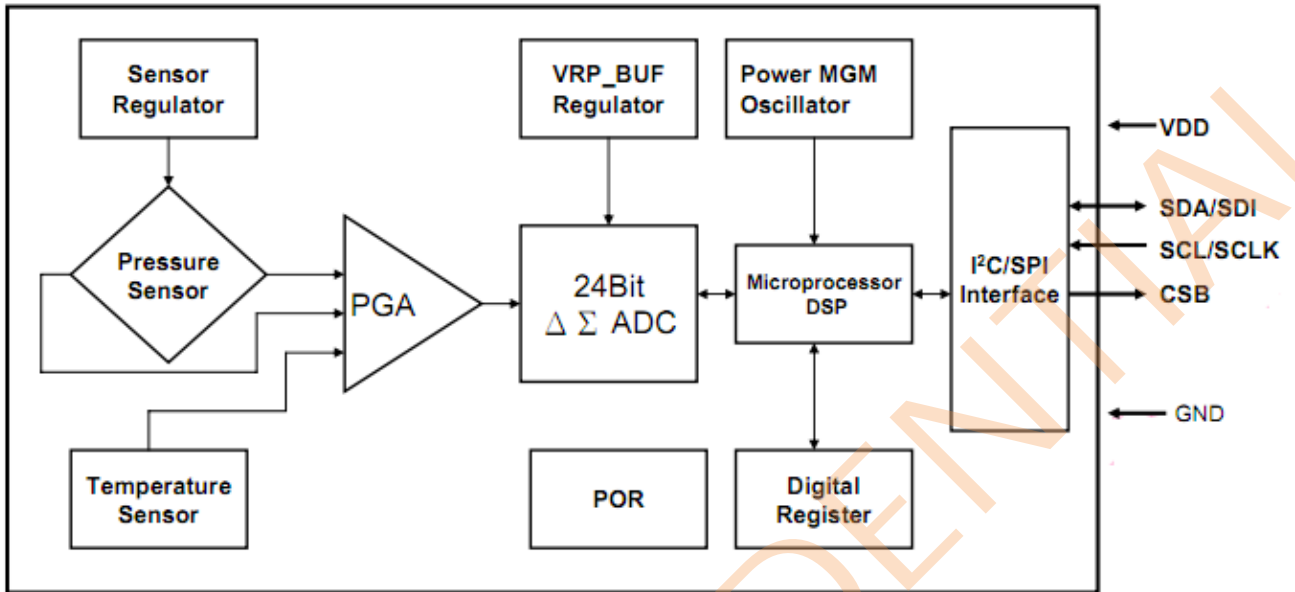 Sensor
Regulator
VRP_BUF
Regulator
Power MGM
Oscillator
VDD
Pressure
Sensor
PGA
24Bit
Δ Σ ADC
Microprocessor
DSP
I²C/SPI
Interface
SDA/SDI
SCL/SCLK
CSB
GND
Temperature
Sensor
POR
Digital
Register
DENTIAL